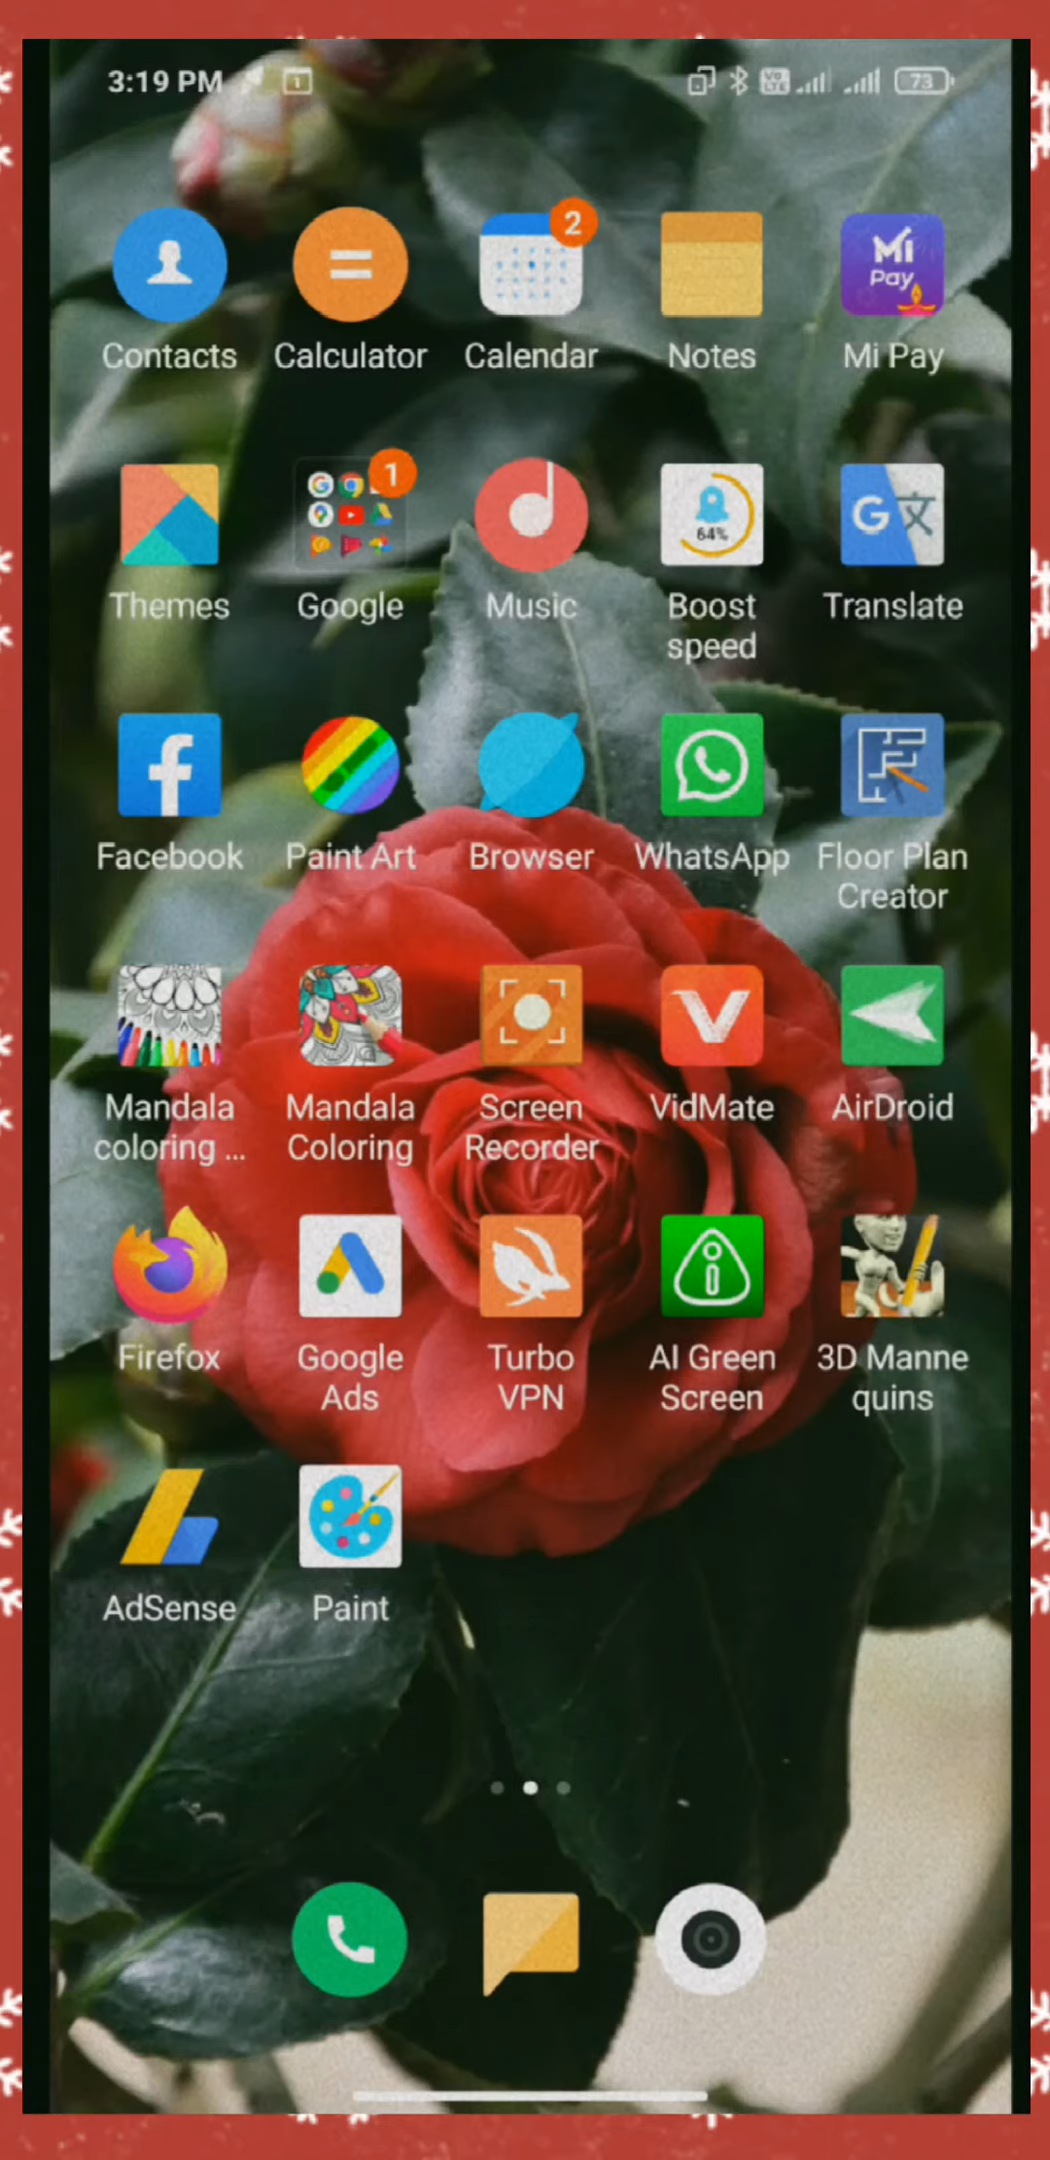 3:19 PM
Vo
LTE
73
2
Mi
Pay
Contacts Calculator Calendar Notes Mi Pay
1
64%
G
Themes Google Music Boost speed Translate
Facebook Paint Art Browser WhatsApp Floor Plan Creator
Mandala coloring ... Mandala Coloring Screen Recorder VidMate AirDroid
Firefox Google Ads Turbo VPN AI Green Screen 3D Manne quins
AdSense Paint